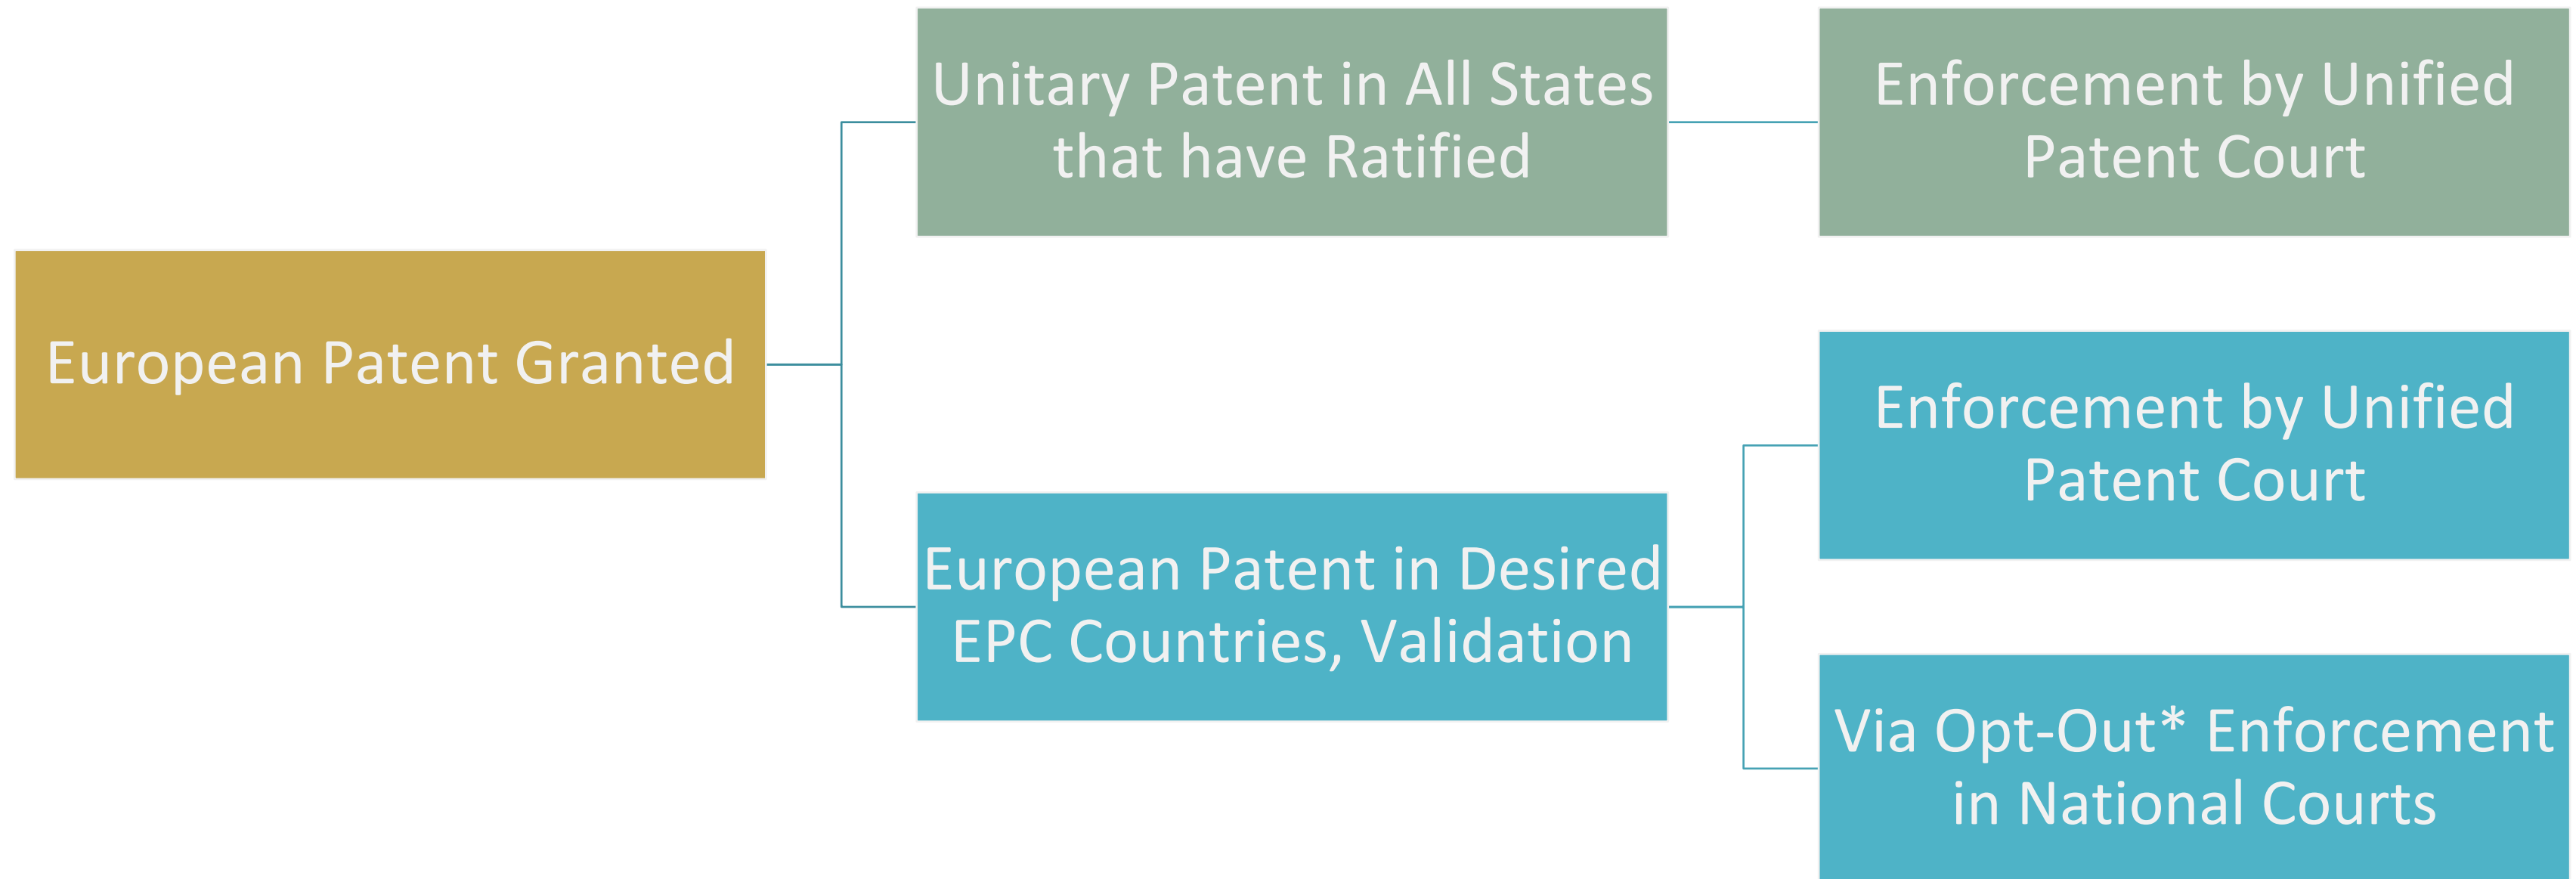 Unitary Patent in All States
that have Ratified
Enforcement by Unified
Patent Court
European Patent Granted
Enforcement by Unified
Patent Court
European Patent in Desired
EPC Countries, Validation
Via Opt-Out* Enforcement
in National Courts